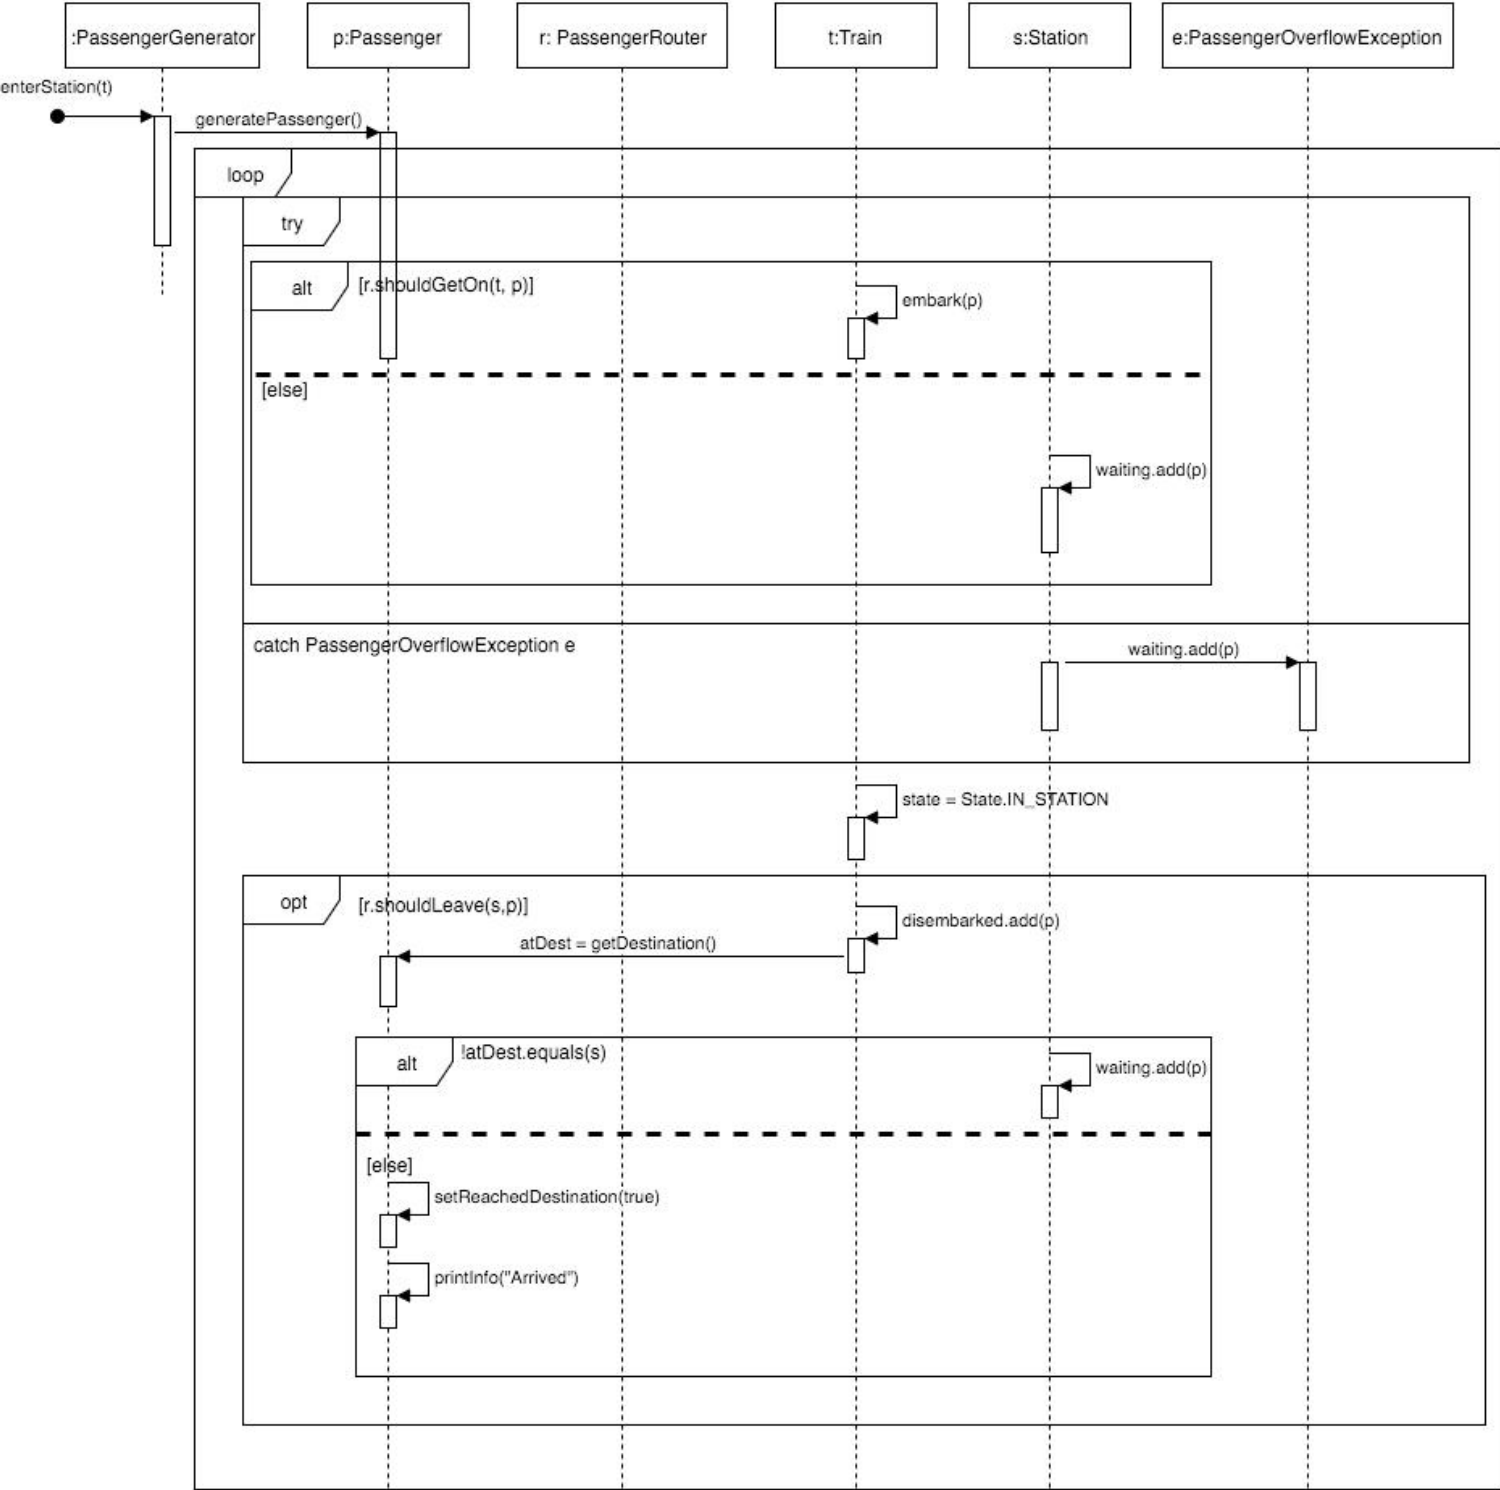 :PassengerGenerator
p:Passenger
r: PassengerRouter
t:Train
s:Station
e:PassengerOverflowException
enterStation(t)
generatePassenger()
loop
try
alt
[r.shouldGetOn(t, p)]
embark(p)
[else]
waiting.add(p)
catch PassengerOverflowException e
waiting.add(p)
state = State.IN_STATION
opt
[r.shouldLeave(s,p)]
disembarked.add(p)
atDest = getDestination()
alt
!atDest.equals(s)
waiting.add(p)
[else]
setReachedDestination(true)
printInfo("Arrived")